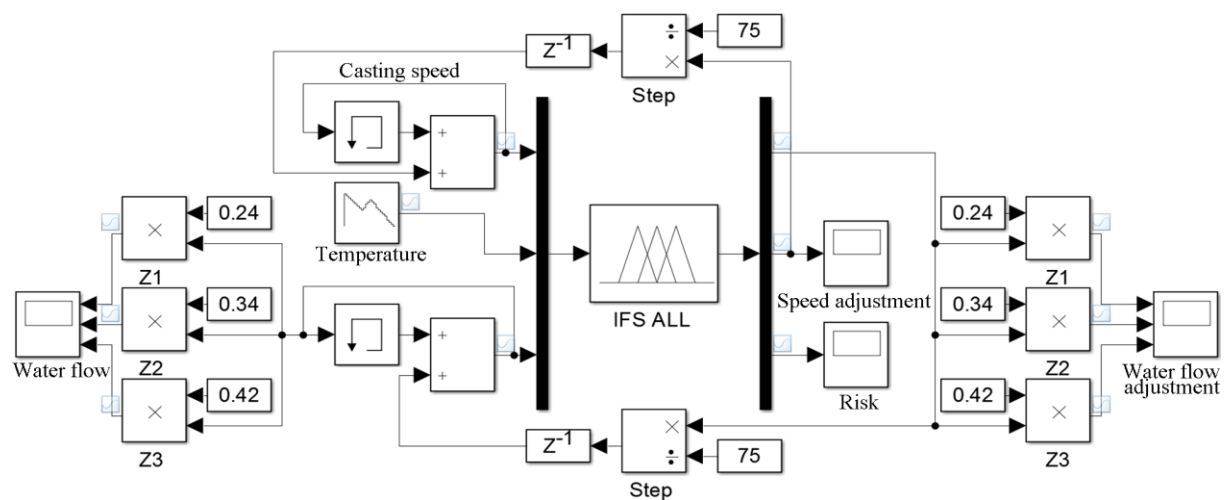 75
Z-1
÷
×
Step
Casting speed
+
+
Temperature
0.24
×
Z1
0.34
×
Z2
0.42
×
Z3
Water flow
+
+
IFS ALL
Speed adjustment
Risk
0.24
×
Z1
0.34
×
Z2
0.42
×
Z3
Water flow
adjustment
Z-1
×
÷
75
Step